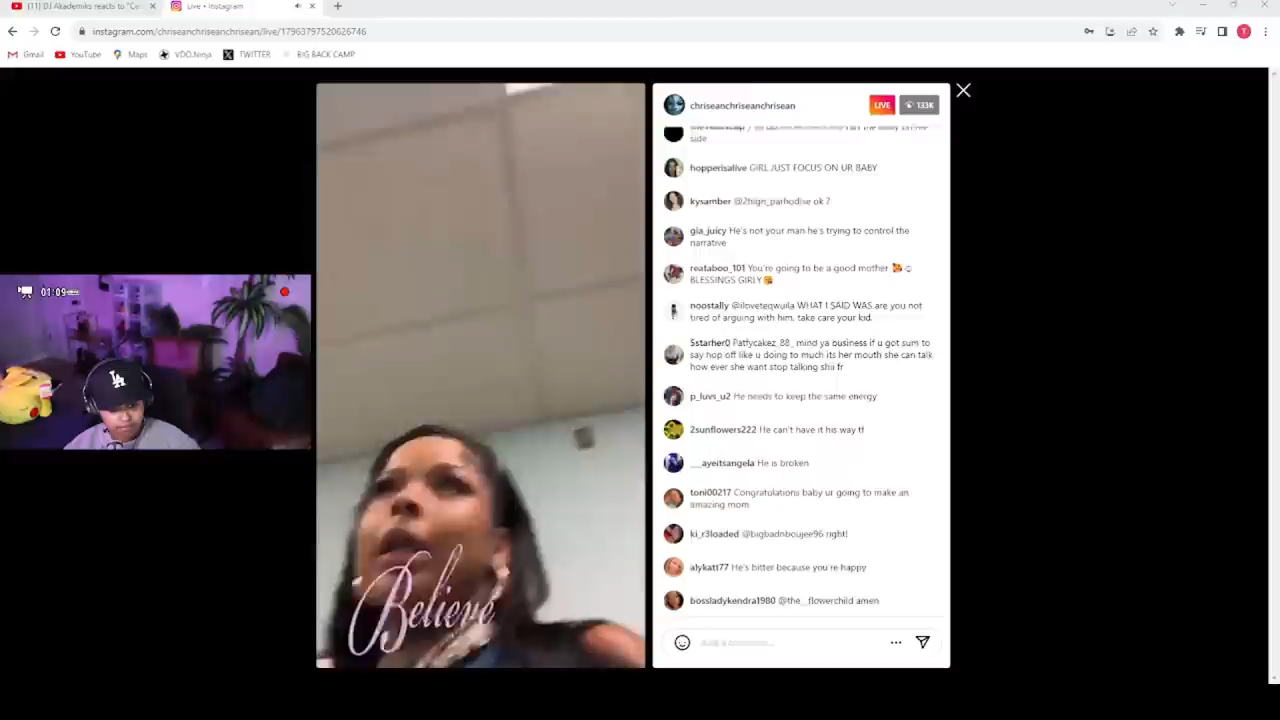 (11) DJ Akademiks reacts to "Ce
Live • Instagram
instagram.com/chriseanchriseanchrisean/live/17963797520626746
Gmail
YouTube
Maps
VDO.Ninja
TWITTER
BIG BACK CAMP
T
chriseanchriseanchrisean
LIVE
133K
side
hopperisalive GIRL JUST FOCUS ON UR BABY
kysamber @2high_parhodise ok ?
gia_juicy He's not your man he's trying to control the
narrative
reataboo_101 You're going to be a good mother
BLESSINGS GIRLY
noostally @iloveteqwuila WHAT I SAID WAS are you not
tired of arguing with him, take care your kid.
5starher0 Patfycakez_88_ mind ya business if u got sum to
say hop off like u doing to much its her mouth she can talk
how ever she want stop talking shii fr
p_luvs_u2 He needs to keep the same energy
2sunflowers222 He can't have it his way tf
___ayeitsangela He is broken
toni00217 Congratulations baby ur going to make an
amazing mom
ki_r3loaded @bigbadnboujee96 right!
alykatt77 He's bitter because you're happy
bossladykendra1980 @the__flowerchild amen
Add a comment...
01:09
LA
Believe